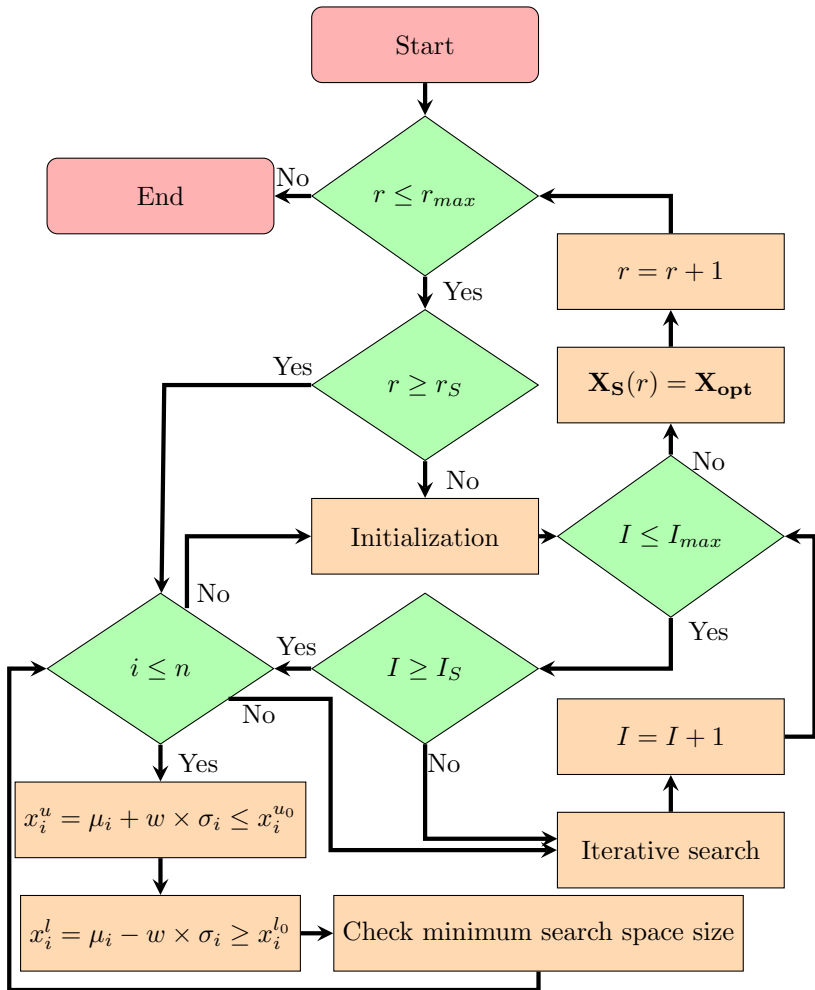 Start
End
No
r ≤ r_max
Yes
r = r + 1
Yes
r ≥ r_S
X_S(r) = X_opt
No
No
Initialization
I ≤ I_max
No
Yes
Yes
i ≤ n
I ≥ I_S
No
I = I + 1
Yes
No
x_i^u = μ_i + w × σ_i ≤ x_i^{u_0}
Iterative search
x_i^l = μ_i − w × σ_i ≥ x_i^{l_0}
Check minimum search space size